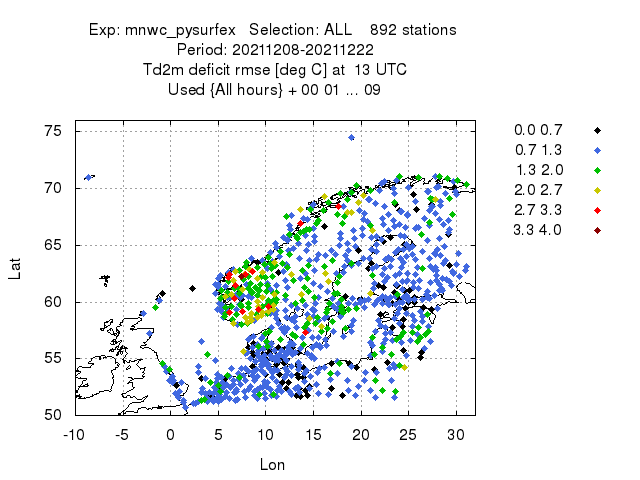 Exp: mnwc_pysurfex   Selection: ALL    892 stations
Period: 20211208-20211222
Td2m deficit rmse [deg C] at  13 UTC
Used {All hours} + 00 01 ... 09
0.0 0.7
0.7 1.3
1.3 2.0
2.0 2.7
2.7 3.3
3.3 4.0
75
70
65
60
55
50
Lat
-10 -5 0 5 10 15 20 25 30
Lon